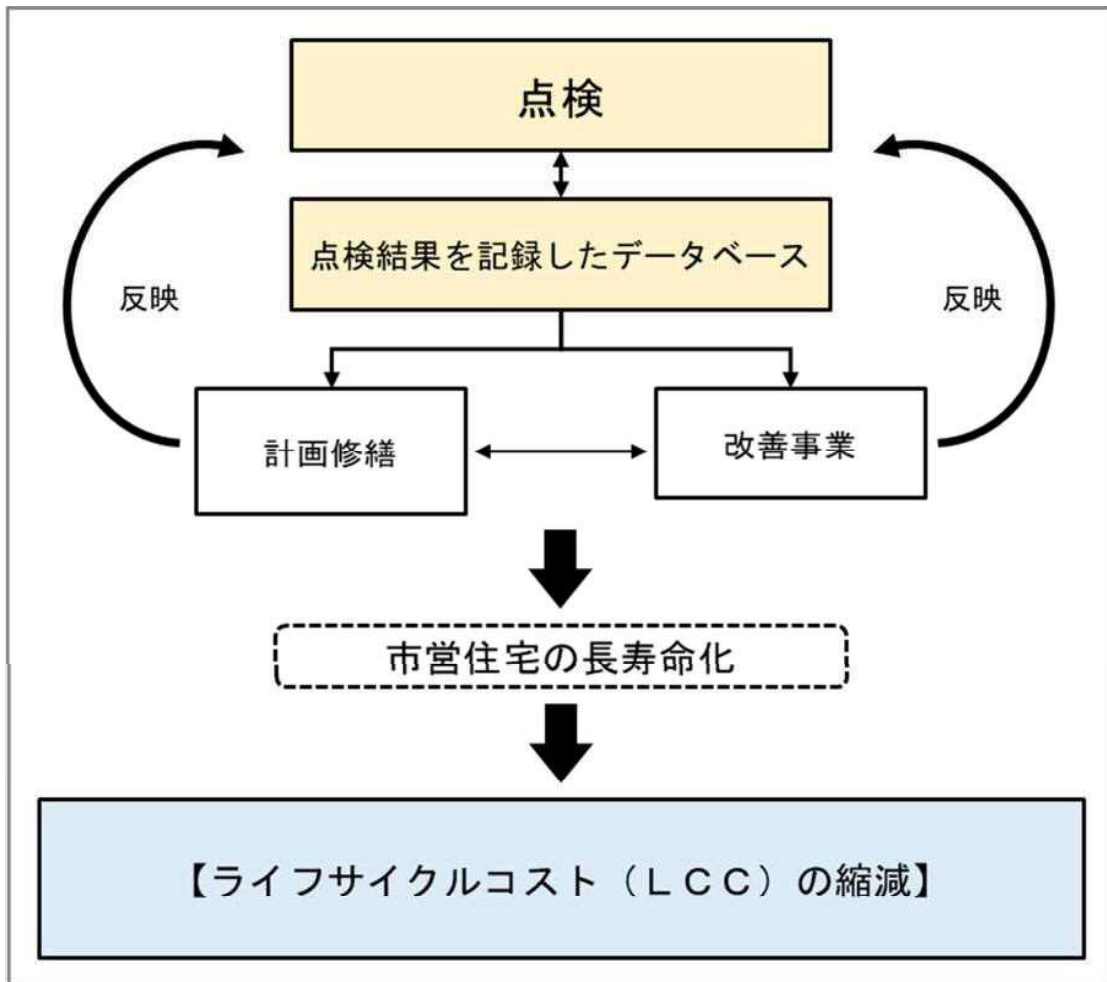 点検
点検結果を記録したデータベース
反映
反映
計画修繕
改善事業
市営住宅の長寿命化
【ライフサイクルコスト（ＬＣＣ）の縮減】